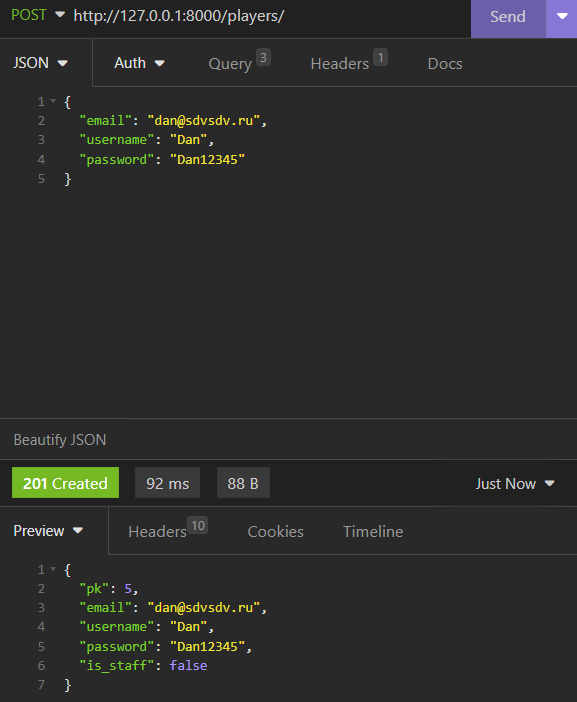 POST http://127.0.0.1:8000/players/ Send
JSON Auth Query 3 Headers 1 Docs
1 {
2 "email": "dan@sdvsdv.ru",
3 "username": "Dan",
4 "password": "Dan12345"
5 }
Beautify JSON
201 Created 92 ms 88 B Just Now
Preview Headers 10 Cookies Timeline
1 {
2 "pk": 5,
3 "email": "dan@sdvsdv.ru",
4 "username": "Dan",
5 "password": "Dan12345",
6 "is_staff": false
7 }